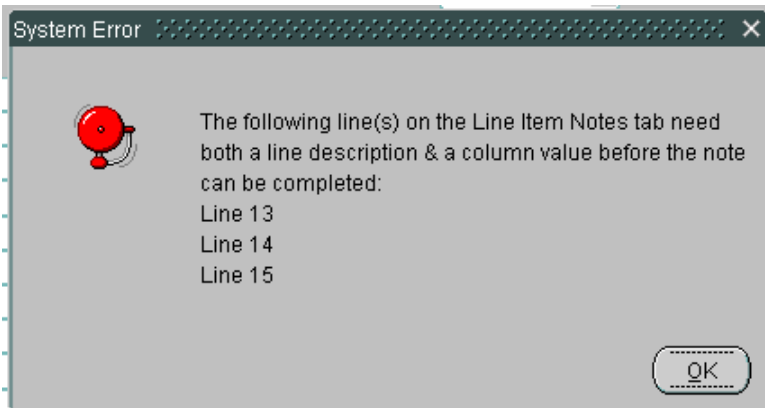 System Error
The following line(s) on the Line Item Notes tab need
both a line description & a column value before the note
can be completed:
Line 13
Line 14
Line 15
OK